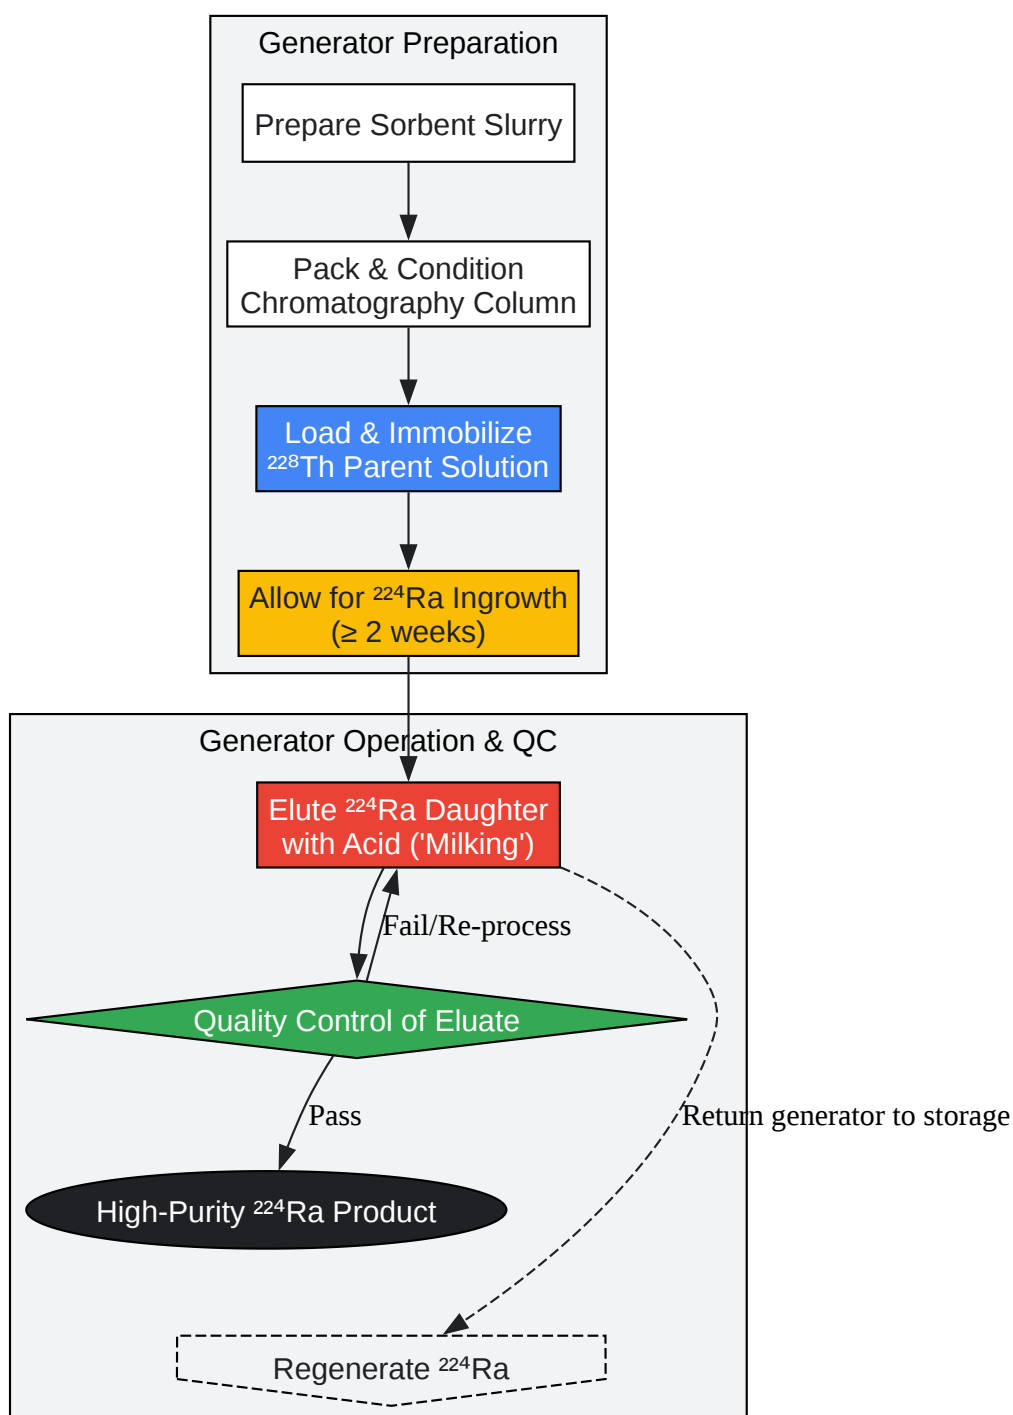 Generator Preparation
Prepare Sorbent Slurry
Pack & Condition
Chromatography Column
Load & Immobilize
²²⁸Th Parent Solution
Allow for ²²⁴Ra Ingrowth
(≥ 2 weeks)
Generator Operation & QC
Elute ²²⁴Ra Daughter
with Acid ('Milking')
Fail/Re-process
Quality Control of Eluate
Pass
Return generator to storage
High-Purity ²²⁴Ra Product
Regenerate ²²⁴Ra